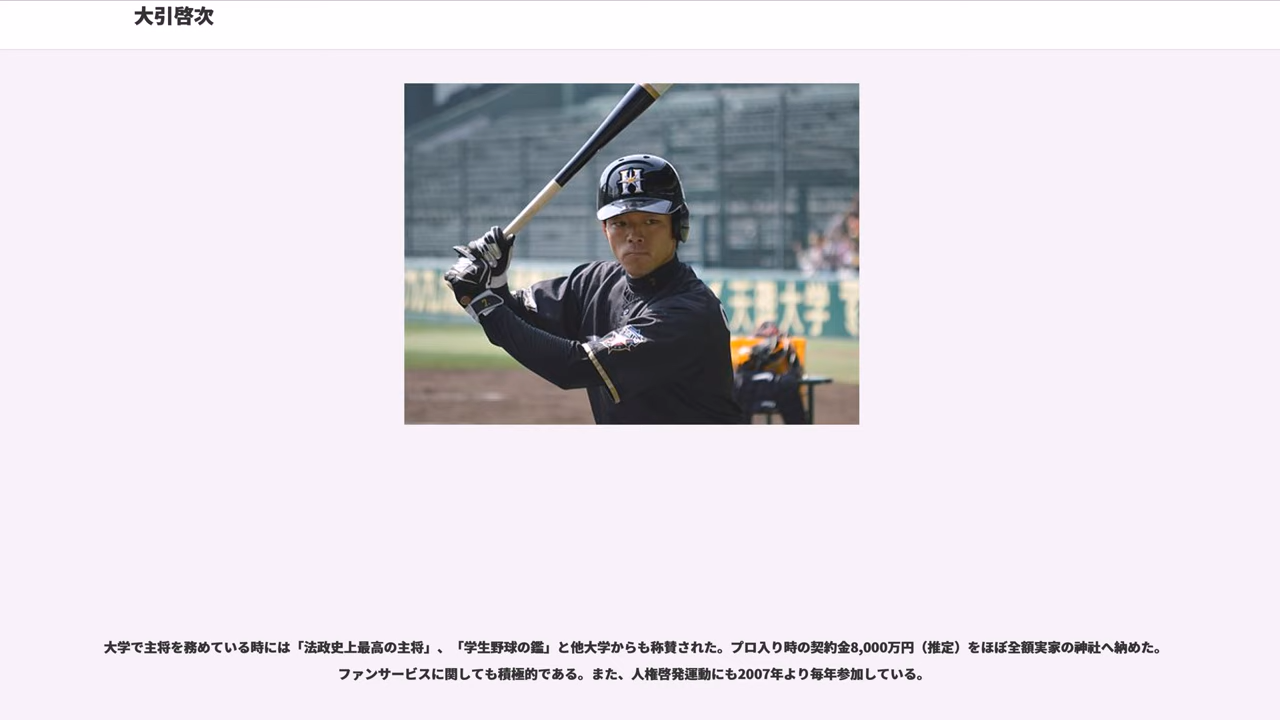 大引啓次
H
天理大学
大学で主将を務めている時には「法政史上最高の主将」、「学生野球の鑑」と他大学からも称賛された。プロ入り時の契約金8,000万円（推定）をほぼ全額実家の神社へ納めた。
ファンサービスに関しても積極的である。また、人権啓発運動にも2007年より毎年参加している。